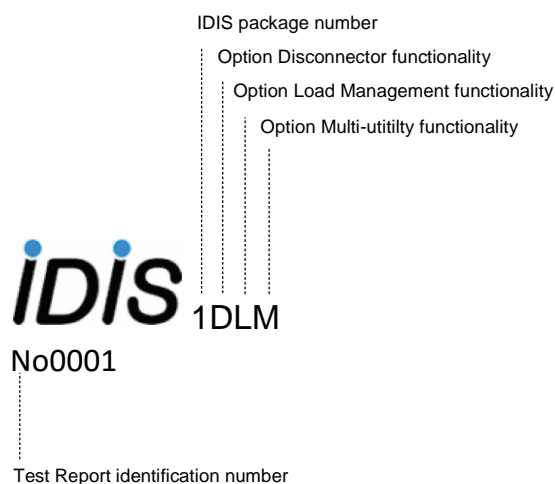 IDIS package number
Option Disconnector functionality
Option Load Management functionality
Option Multi-utitilty functionality
iDiS 1DLM
No0001
Test Report identification number